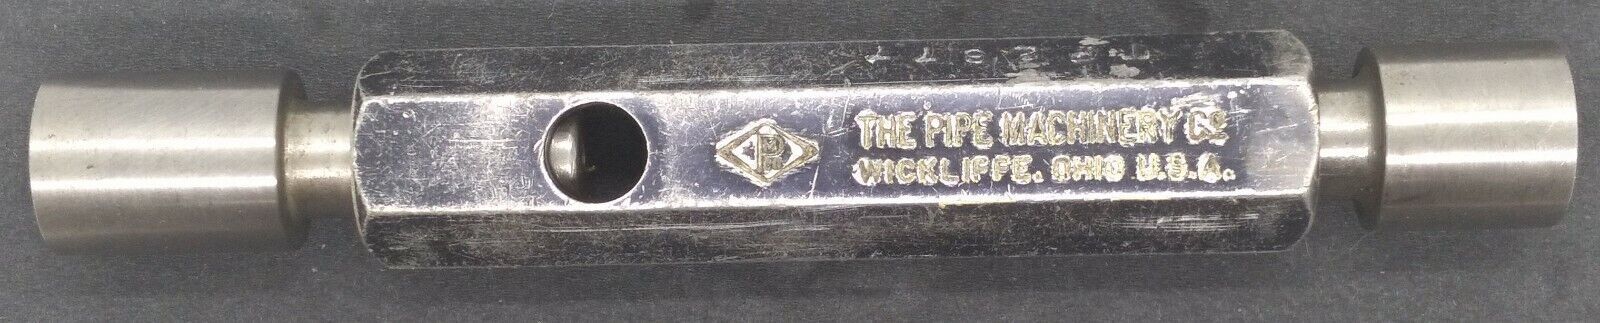 THE PIPE MACHINERY Co
WICKLIFFE. OHIO U.S.A.